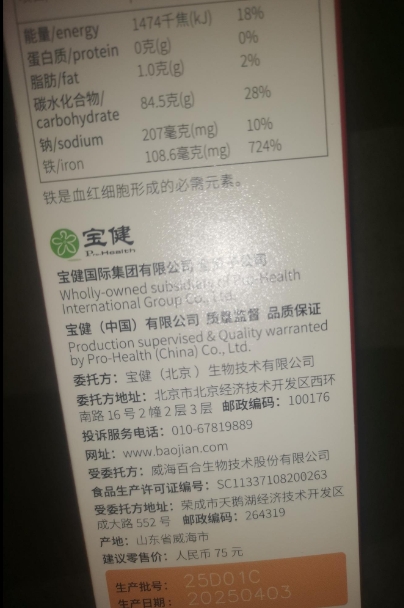 能量/energy 1474千焦(kJ) 18%
蛋白质/protein 0克(g) 0%
脂肪/fat 1.0克(g) 2%
碳水化合物/
carbohydrate 84.5克(g) 28%
钠/sodium 207毫克(mg) 10%
铁/iron 108.6毫克(mg) 724%
铁是血红细胞形成的必需元素。
宝健
Pro-Health
宝健国际集团有限公司全资子公司
Wholly-owned subsidiary of Pro-Health
International Group Co., Ltd.
宝健（中国）有限公司 质量监督 品质保证
Production supervised & Quality warranted
by Pro-Health (China) Co., Ltd.
委托方：宝健（北京）生物技术有限公司
委托方地址：北京市北京经济技术开发区西环
南路16号2幢2层3层 邮政编码：100176
投诉服务电话：010-67819889
网址：www.baojian.com
受委托方：威海百合生物技术股份有限公司
食品生产许可证编号：SC11337108200263
受委托方地址：荣成市天鹅湖经济技术开发区
成大路552号 邮政编码：264319
产地：山东省威海市
建议零售价：人民币75元
生产批号：25D01C
生产日期：20250403